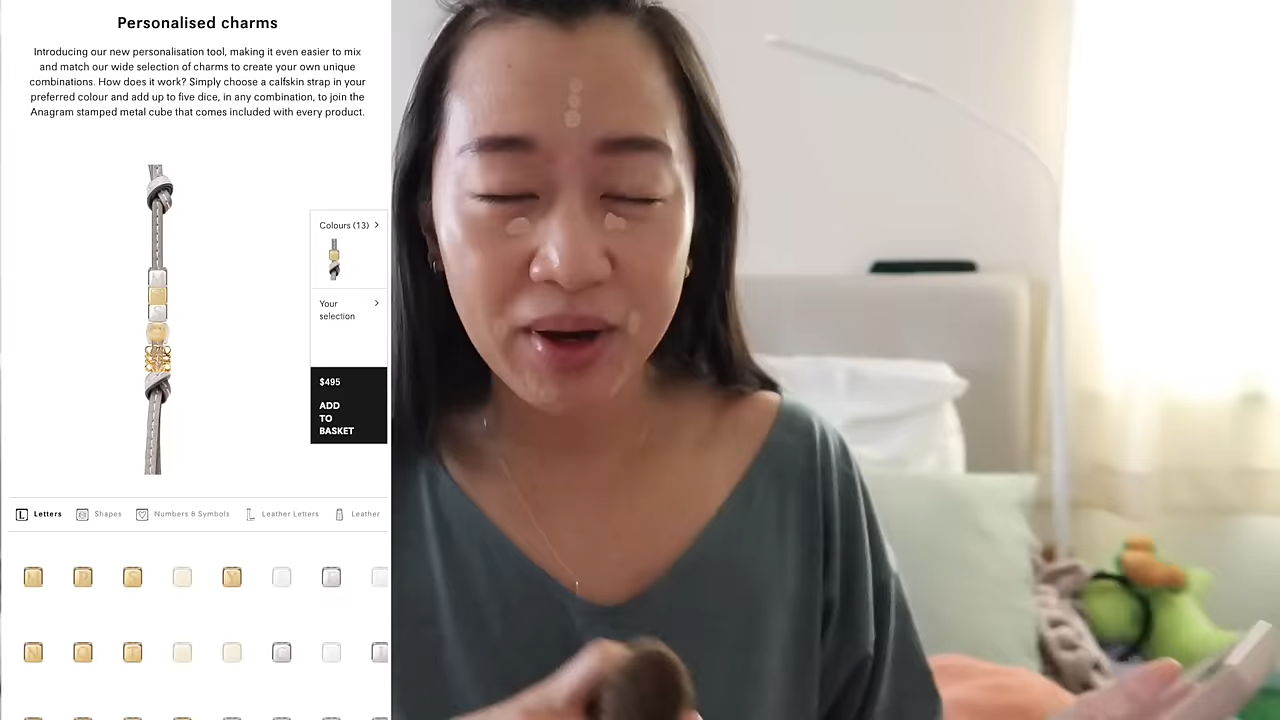 Personalised charms
Introducing our new personalisation tool, making it even easier to mix
and match our wide selection of charms to create your own unique
combinations. How does it work? Simply choose a calfskin strap in your
preferred colour and add up to five dice, in any combination, to join the
Anagram stamped metal cube that comes included with every product.
Colours (13)
Your
selection
$495
ADD
TO
BASKET
Letters
Shapes
Numbers & Symbols
Leather Letters
Leather